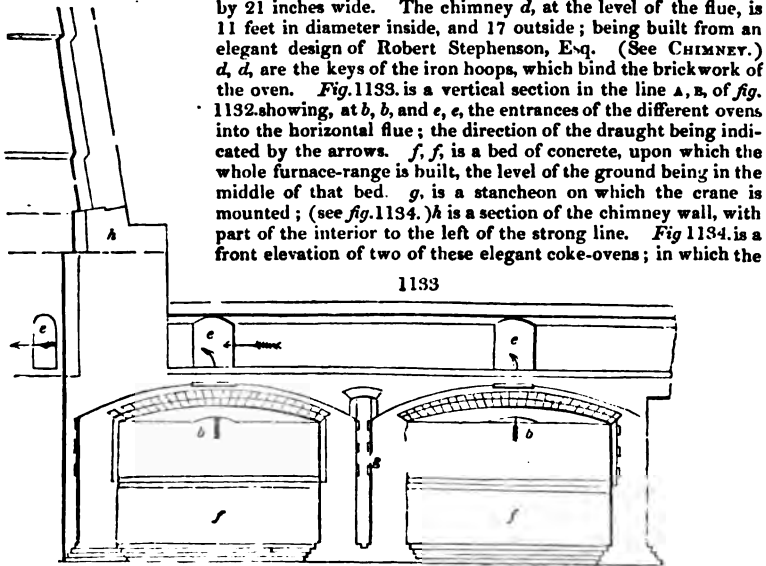 by 21 inches wide. The chimney d, at the level of the flue, is
11 feet in diameter inside, and 17 outside; being built from an
elegant design of Robert Stephenson, Esq. (See CHIMNEY.)
d, d, are the keys of the iron hoops, which bind the brickwork of
the oven. Fig. 1133. is a vertical section in the line A, B, of fig.
1132. showing, at b, b, and e, e, the entrances of the different ovens
into the horizontal flue; the direction of the draught being indi-
cated by the arrows. f, f, is a bed of concrete, upon which the
whole furnace-range is built, the level of the ground being in the
middle of that bed. g, is a stancheon on which the crane is
mounted; (see fig. 1134.) h is a section of the chimney wall, with
part of the interior to the left of the strong line. Fig 1134. is a
front elevation of two of these elegant coke-ovens; in which the
1133
h
e
e
e
b
b
g
f
f